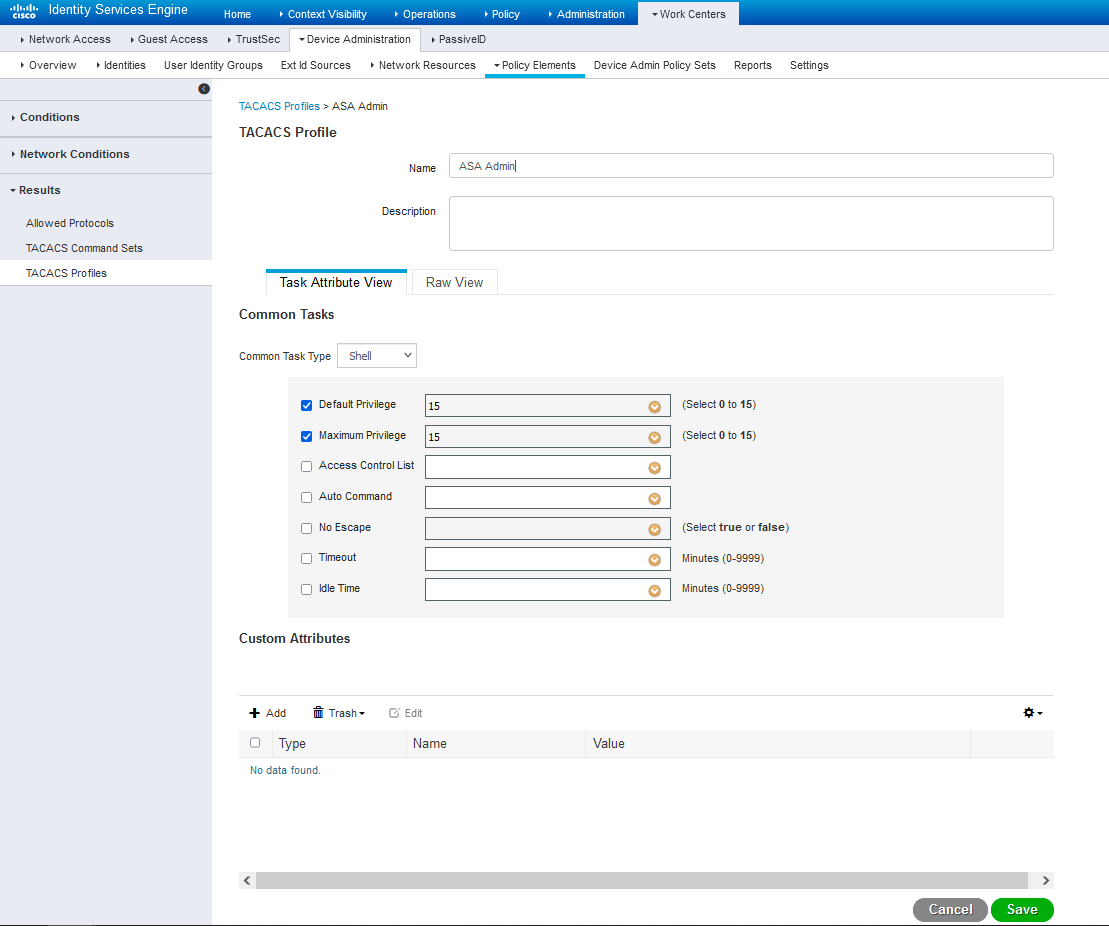 cisco Identity Services Engine Home Context Visibility Operations Policy Administration Work Centers
Network Access Guest Access TrustSec Device Administration PassiveID
Overview Identities User Identity Groups Ext Id Sources Network Resources Policy Elements Device Admin Policy Sets Reports Settings
Conditions
Network Conditions
Results
Allowed Protocols
TACACS Command Sets
TACACS Profiles
TACACS Profiles > ASA Admin
TACACS Profile
Name ASA Admin
Description
Task Attribute View Raw View
Common Tasks
Common Task Type Shell
Default Privilege 15 (Select 0 to 15)
Maximum Privilege 15 (Select 0 to 15)
Access Control List
Auto Command
No Escape (Select true or false)
Timeout Minutes (0-9999)
Idle Time Minutes (0-9999)
Custom Attributes
Add Trash Edit
Type Name Value
No data found.
Cancel Save